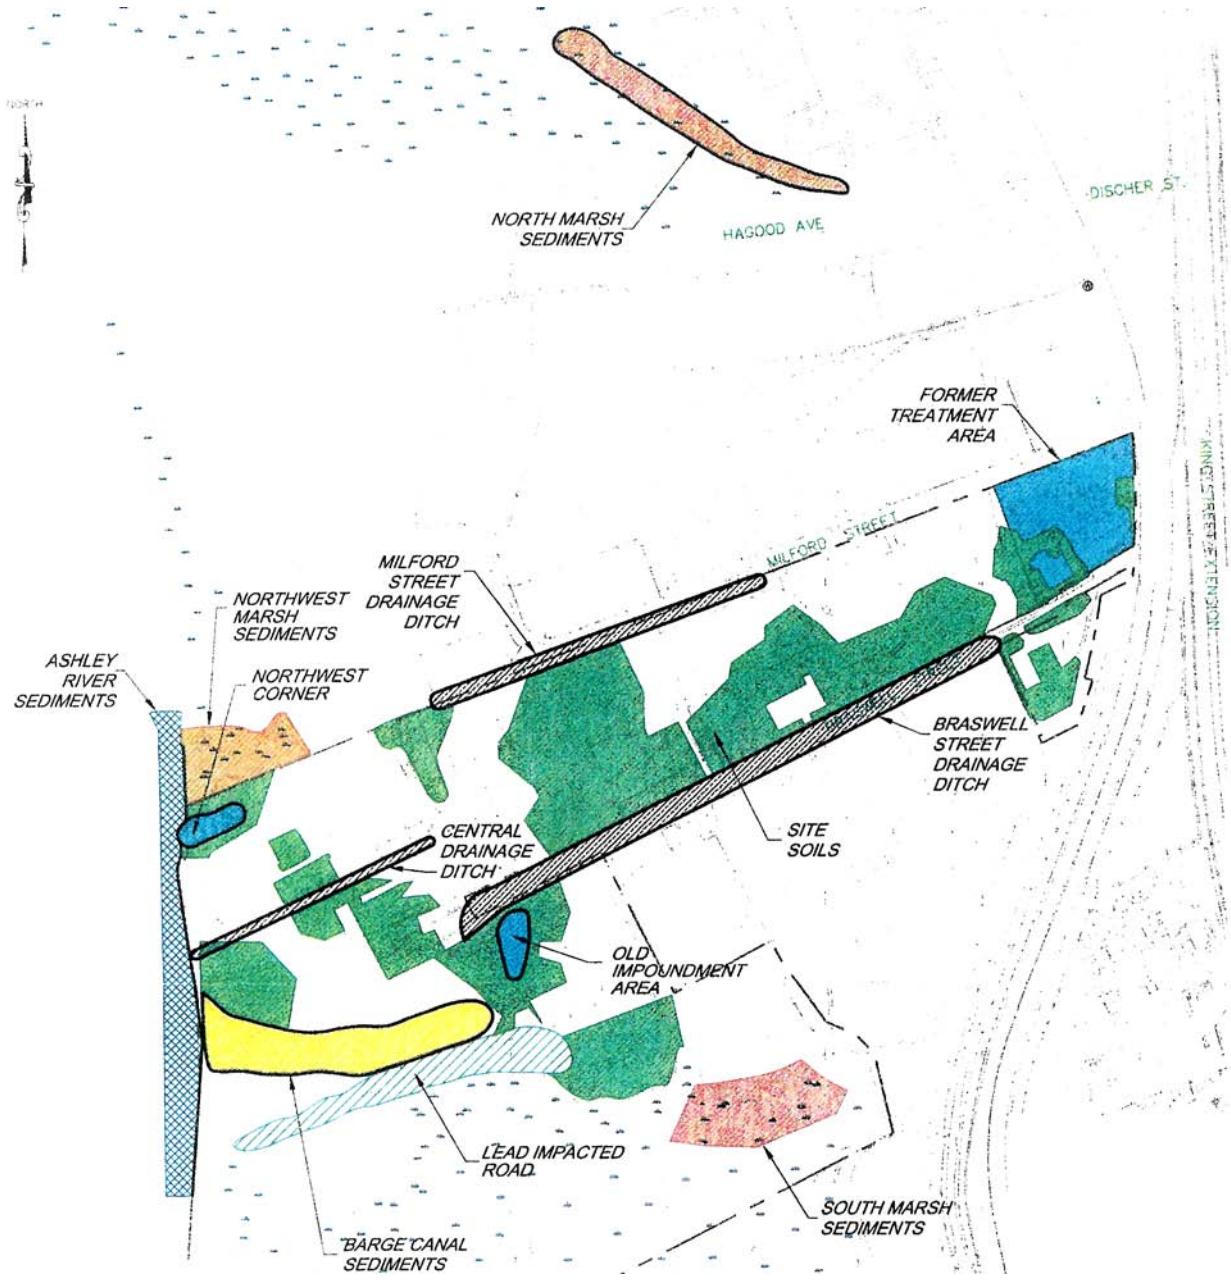 NORTH
DISCHER ST.
NORTH MARSH
SEDIMENTS
HAGOOD AVE
FORMER
TREATMENT
AREA
KING STREET EXTENSION
MILFORD STREET
MILFORD
STREET
DRAINAGE
DITCH
NORTHWEST
MARSH
SEDIMENTS
ASHLEY
RIVER
SEDIMENTS
NORTHWEST
CORNER
BRASWELL
STREET
DRAINAGE
DITCH
CENTRAL
DRAINAGE
DITCH
SITE
SOILS
OLD
IMPOUNDMENT
AREA
LEAD IMPACTED
ROAD
SOUTH MARSH
SEDIMENTS
BARGE CANAL
SEDIMENTS